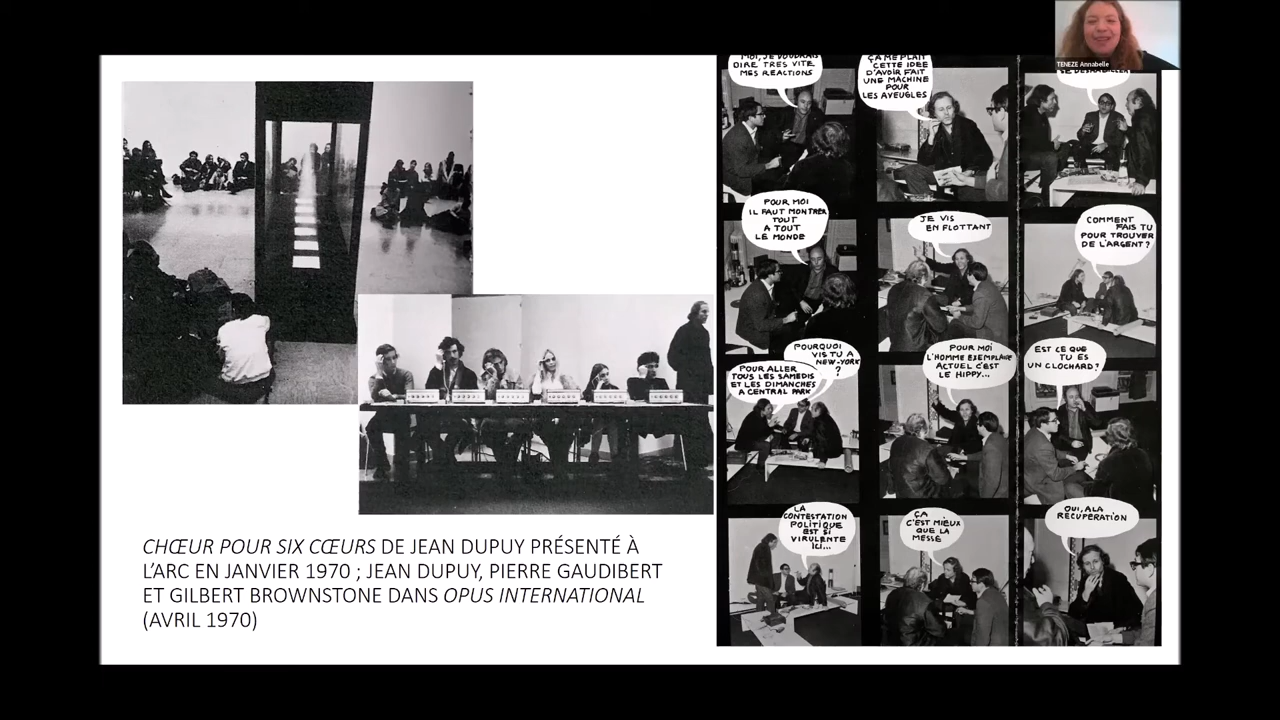 TENEZE Annabelle
MOI, JE VOUDRAIS
DIRE TRES VITE
MES REACTIONS
ÇA ME PLAIT
CETTE IDEE
D'AVOIR FAIT
UNE MACHINE
POUR
LES AVEUGLES
SE DESHABILLER
POUR MOI
IL FAUT MONTRER
TOUT
A TOUT
LE MONDE
JE VIS
EN FLOTTANT
COMMENT
FAIS TU
POUR TROUVER
DE L'ARGENT?
POURQUOI
VIS TU A
NEW-YORK
?
POUR ALLER
TOUS LES SAMEDIS
ET LES DIMANCHES
A CENTRAL PARK
POUR MOI
L'HOMME EXEMPLAIRE
ACTUEL C'EST
LE HIPPY...
EST CE QUE
TU ES
UN CLOCHARD?
LA
CONTESTATION
POLITIQUE
EST SI
VIRULENTE
ICI...
ÇA
C'EST MIEUX
QUE LA
MESSE
OUI, A LA
RECUPERATION
CHŒUR POUR SIX CŒURS DE JEAN DUPUY PRÉSENTÉ À
L'ARC EN JANVIER 1970 ; JEAN DUPUY, PIERRE GAUDIBERT
ET GILBERT BROWNSTONE DANS OPUS INTERNATIONAL
(AVRIL 1970)